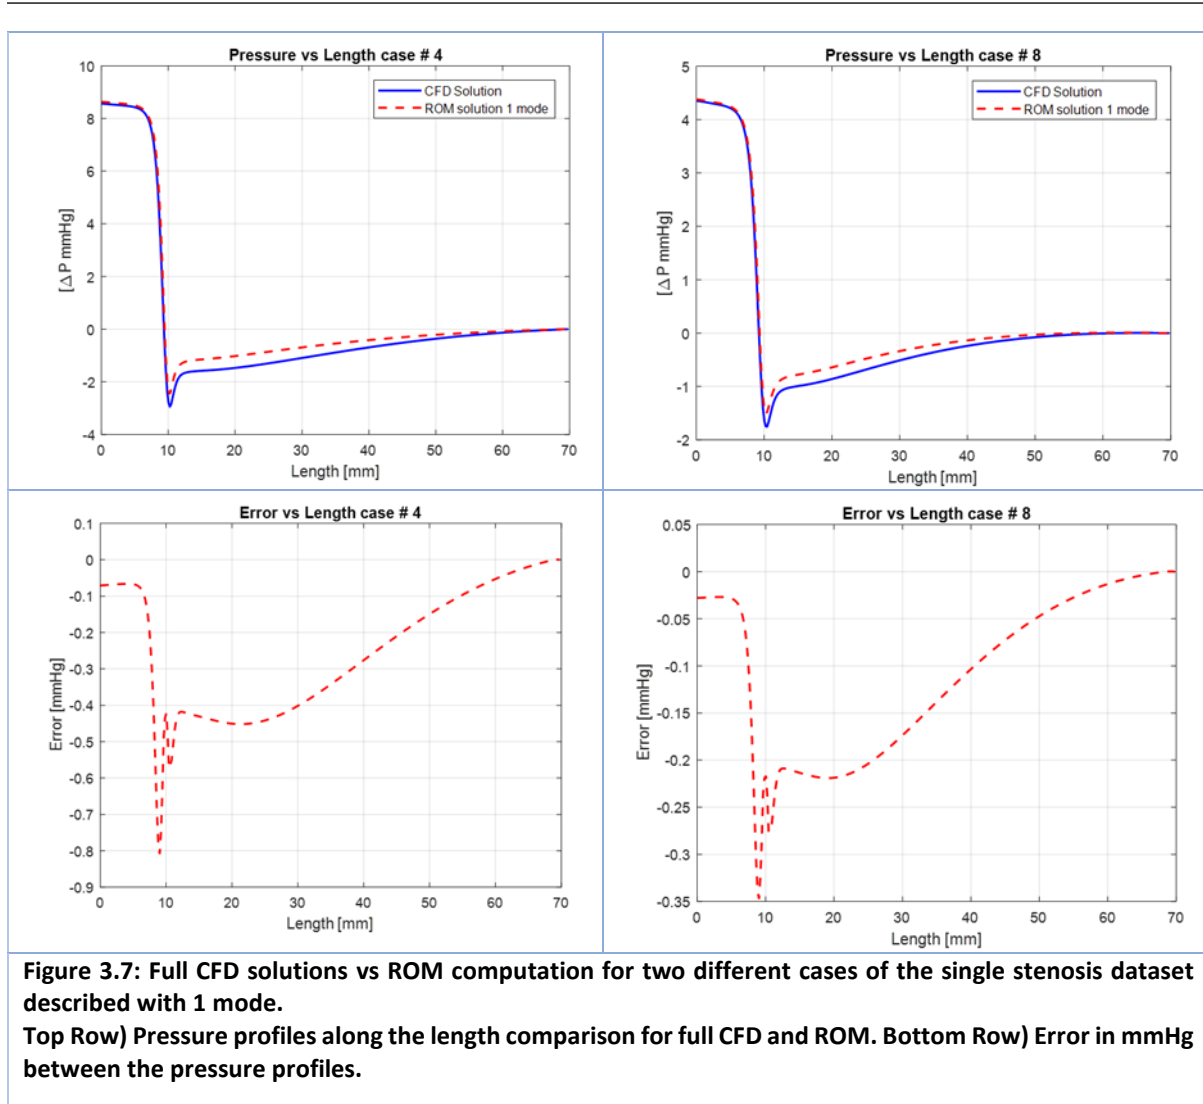 Pressure vs Length case # 4
10
8
6
4
2
0
-2
-4
[Δ P mmHg]
CFD Solution
ROM solution 1 mode
0 10 20 30 40 50 60 70
Length [mm]
Pressure vs Length case # 8
5
4
3
2
1
0
-1
-2
[Δ P mmHg]
CFD Solution
ROM solution 1 mode
0 10 20 30 40 50 60 70
Length [mm]
Error vs Length case # 4
0.1
0
-0.1
-0.2
-0.3
-0.4
-0.5
-0.6
-0.7
-0.8
-0.9
Error [mmHg]
0 10 20 30 40 50 60 70
Length [mm]
Error vs Length case # 8
0.05
0
-0.05
-0.1
-0.15
-0.2
-0.25
-0.3
-0.35
Error [mmHg]
0 10 20 30 40 50 60 70
Length [mm]
Figure 3.7: Full CFD solutions vs ROM computation for two different cases of the single stenosis dataset
described with 1 mode.
Top Row) Pressure profiles along the length comparison for full CFD and ROM. Bottom Row) Error in mmHg
between the pressure profiles.